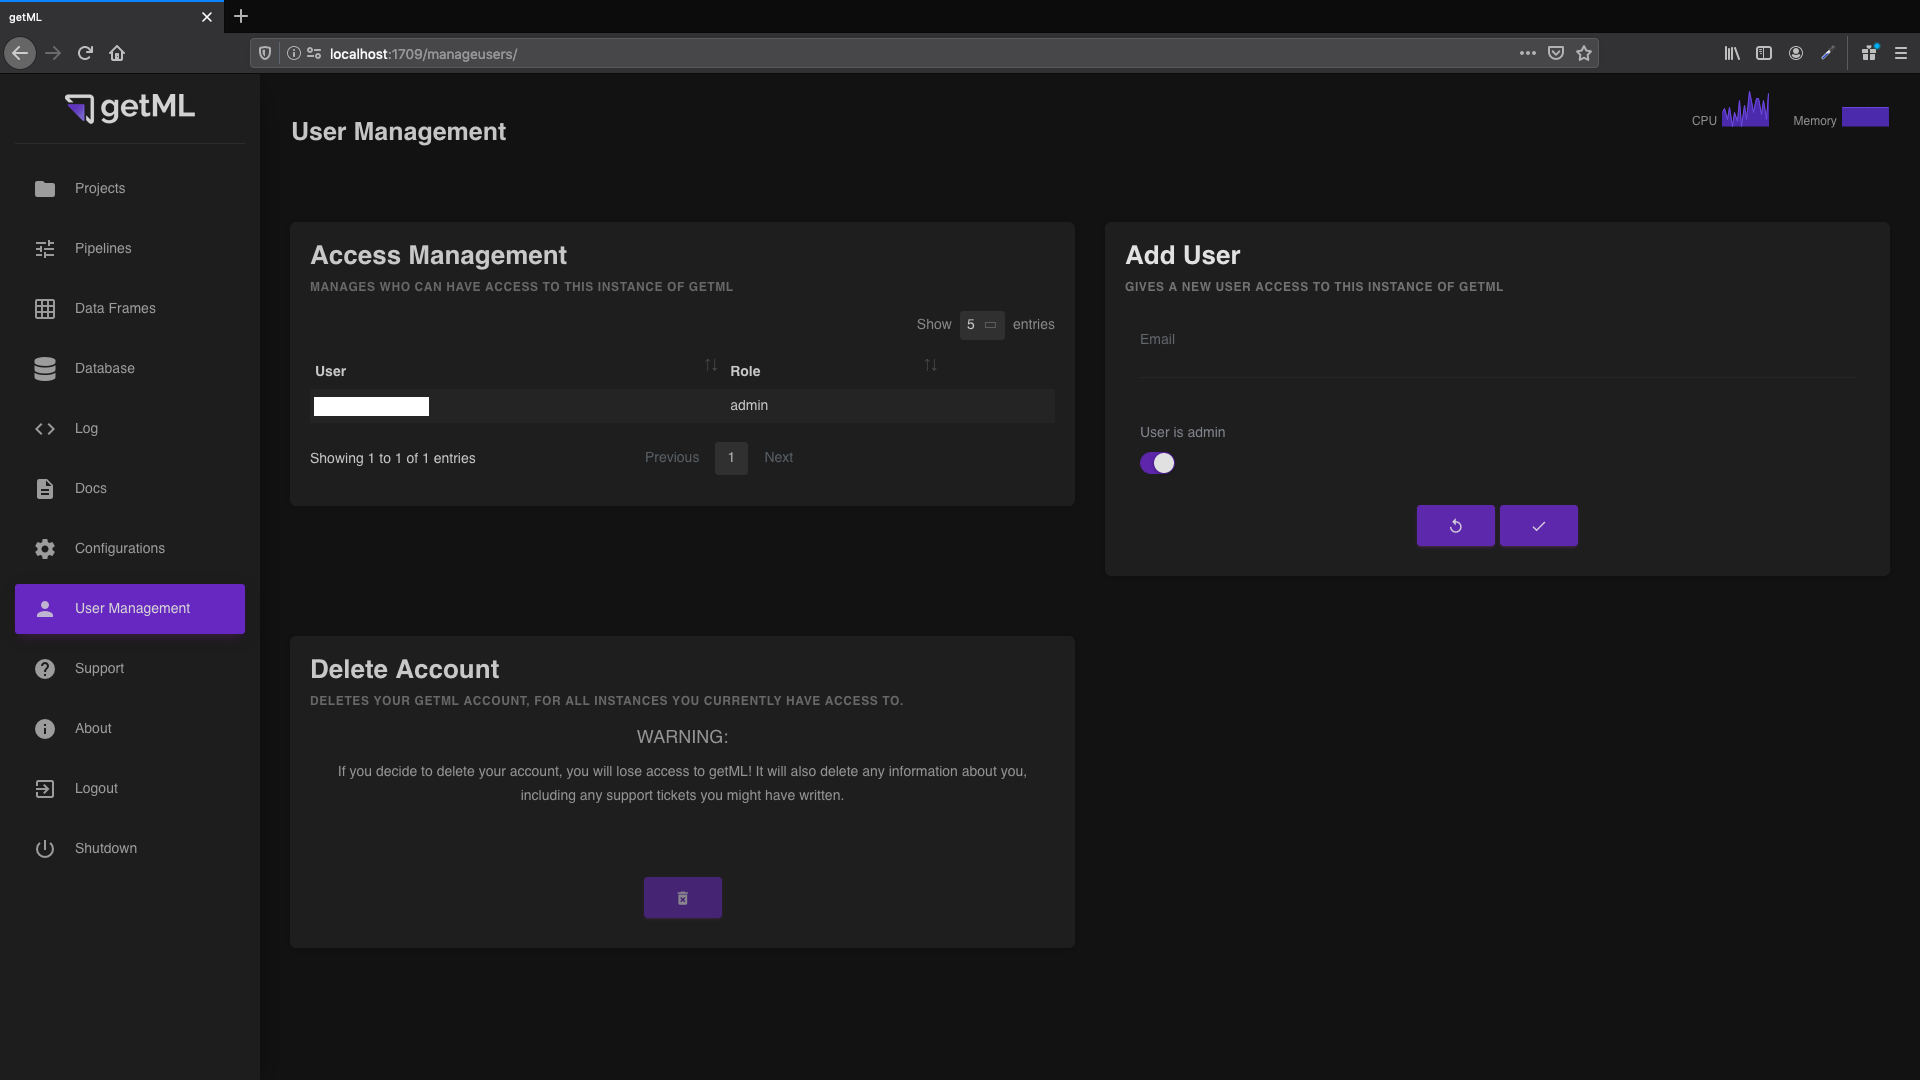 getML
localhost:1709/manageusers/
getML
Projects
Pipelines
Data Frames
Database
Log
Docs
Configurations
User Management
Support
About
Logout
Shutdown
User Management
CPU
Memory
Access Management
MANAGES WHO CAN HAVE ACCESS TO THIS INSTANCE OF GETML
Show 5 entries
User Role
admin
Showing 1 to 1 of 1 entries Previous 1 Next
Add User
GIVES A NEW USER ACCESS TO THIS INSTANCE OF GETML
Email
User is admin
Delete Account
DELETES YOUR GETML ACCOUNT, FOR ALL INSTANCES YOU CURRENTLY HAVE ACCESS TO.
WARNING:
If you decide to delete your account, you will lose access to getML! It will also delete any information about you,
including any support tickets you might have written.